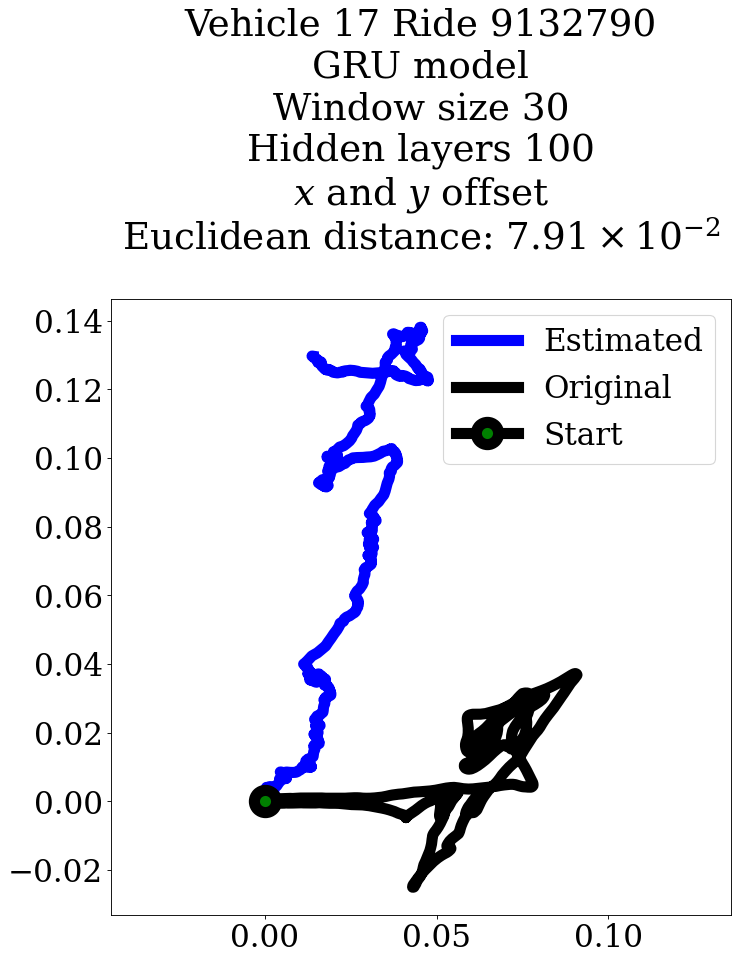 Vehicle 17 Ride 9132790
GRU model
Window size 30
Hidden layers 100
x and y offset
Euclidean distance: 7.91 × 10⁻²
Estimated
Original
Start
0.14
0.12
0.10
0.08
0.06
0.04
0.02
0.00
−0.02
0.00 0.05 0.10